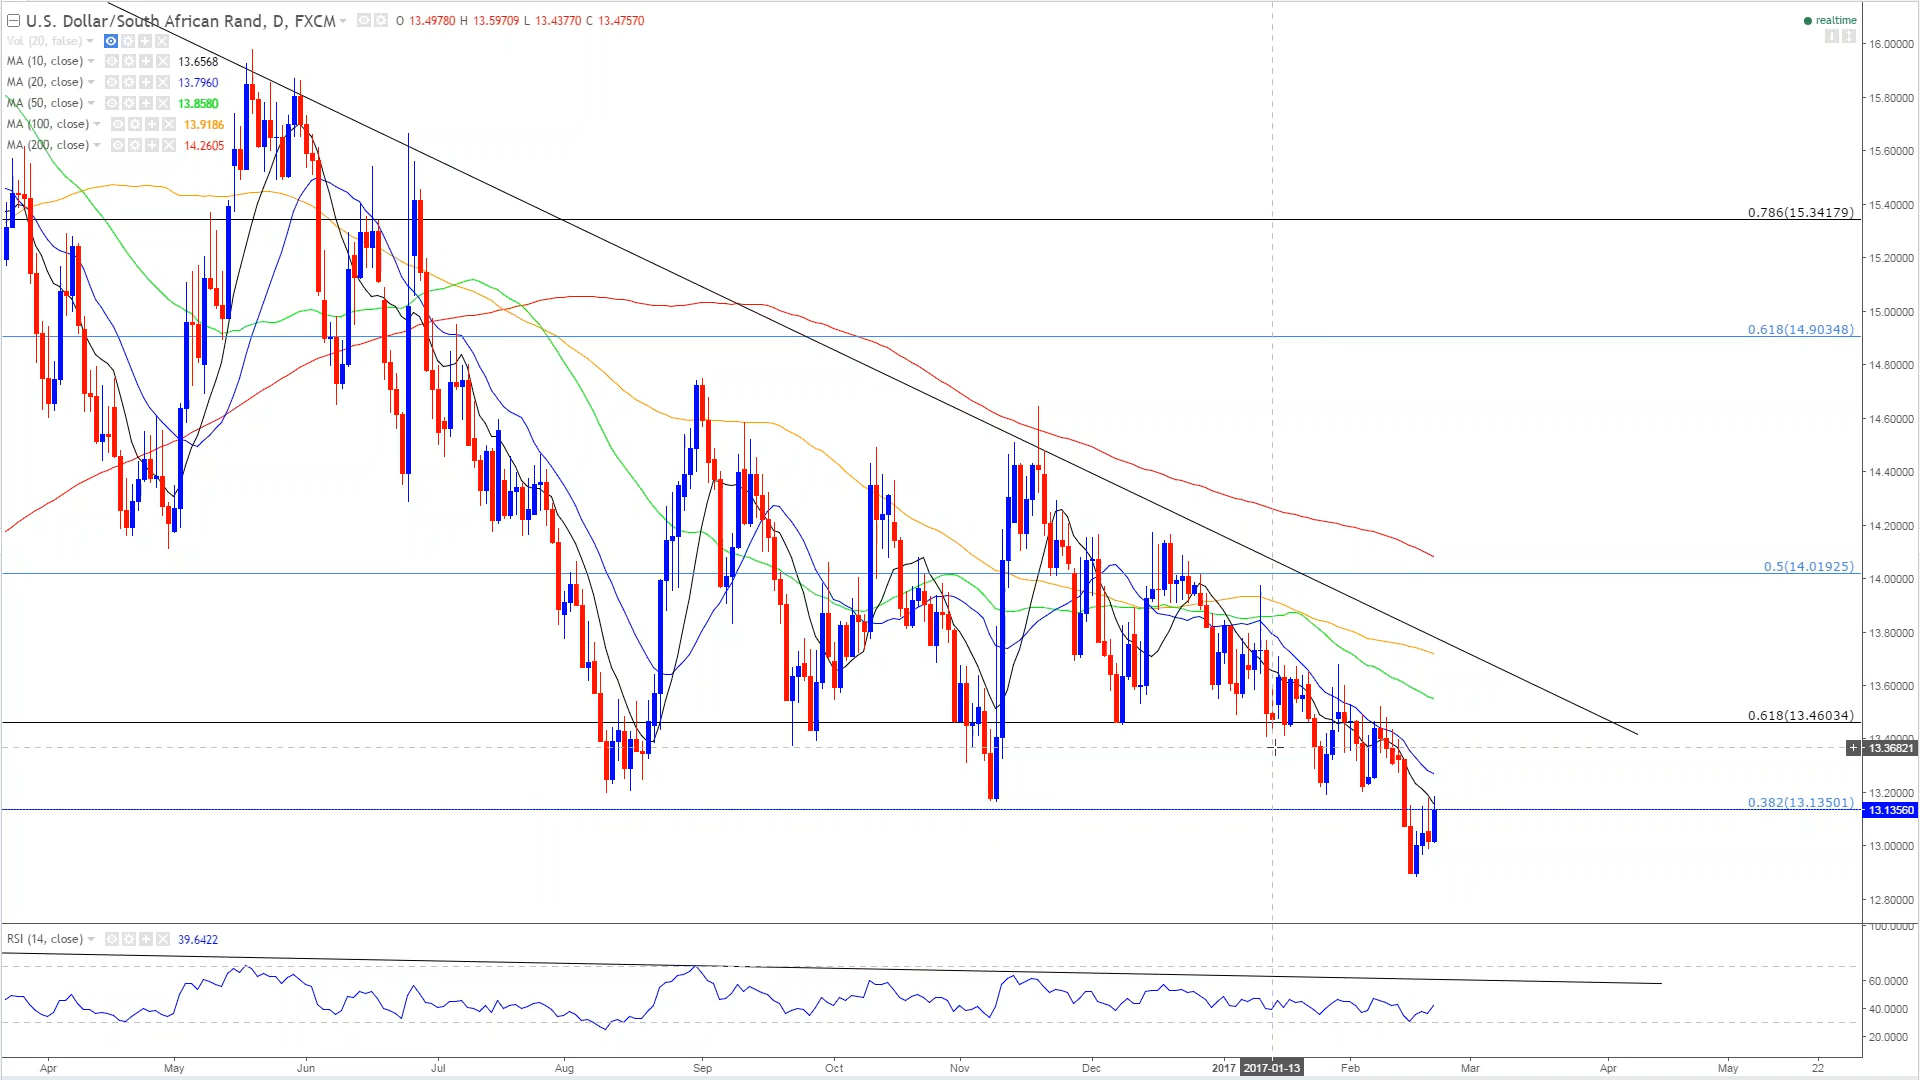 U.S. Dollar/South African Rand, D, FXCM O 13.49780 H 13.59709 L 13.43770 C 13.47570
realtime
Vol (20, false)
MA (10, close) 13.6568
MA (20, close) 13.7960
MA (50, close) 13.8580
MA (100, close) 13.9186
MA (200, close) 14.2605
16.00000
15.80000
15.60000
15.40000
0.786(15.34179)
15.20000
15.00000
0.618(14.90348)
14.80000
14.60000
14.40000
14.20000
0.5(14.01925)
14.00000
13.80000
13.60000
0.618(13.46034)
13.40000
13.36821
13.20000
0.382(13.13501)
13.13560
13.00000
12.80000
RSI (14, close) 39.6422
100.0000
60.0000
40.0000
20.0000
Apr May Jun Jul Aug Sep Oct Nov Dec 2017 2017-01-13 Feb Mar Apr May 22